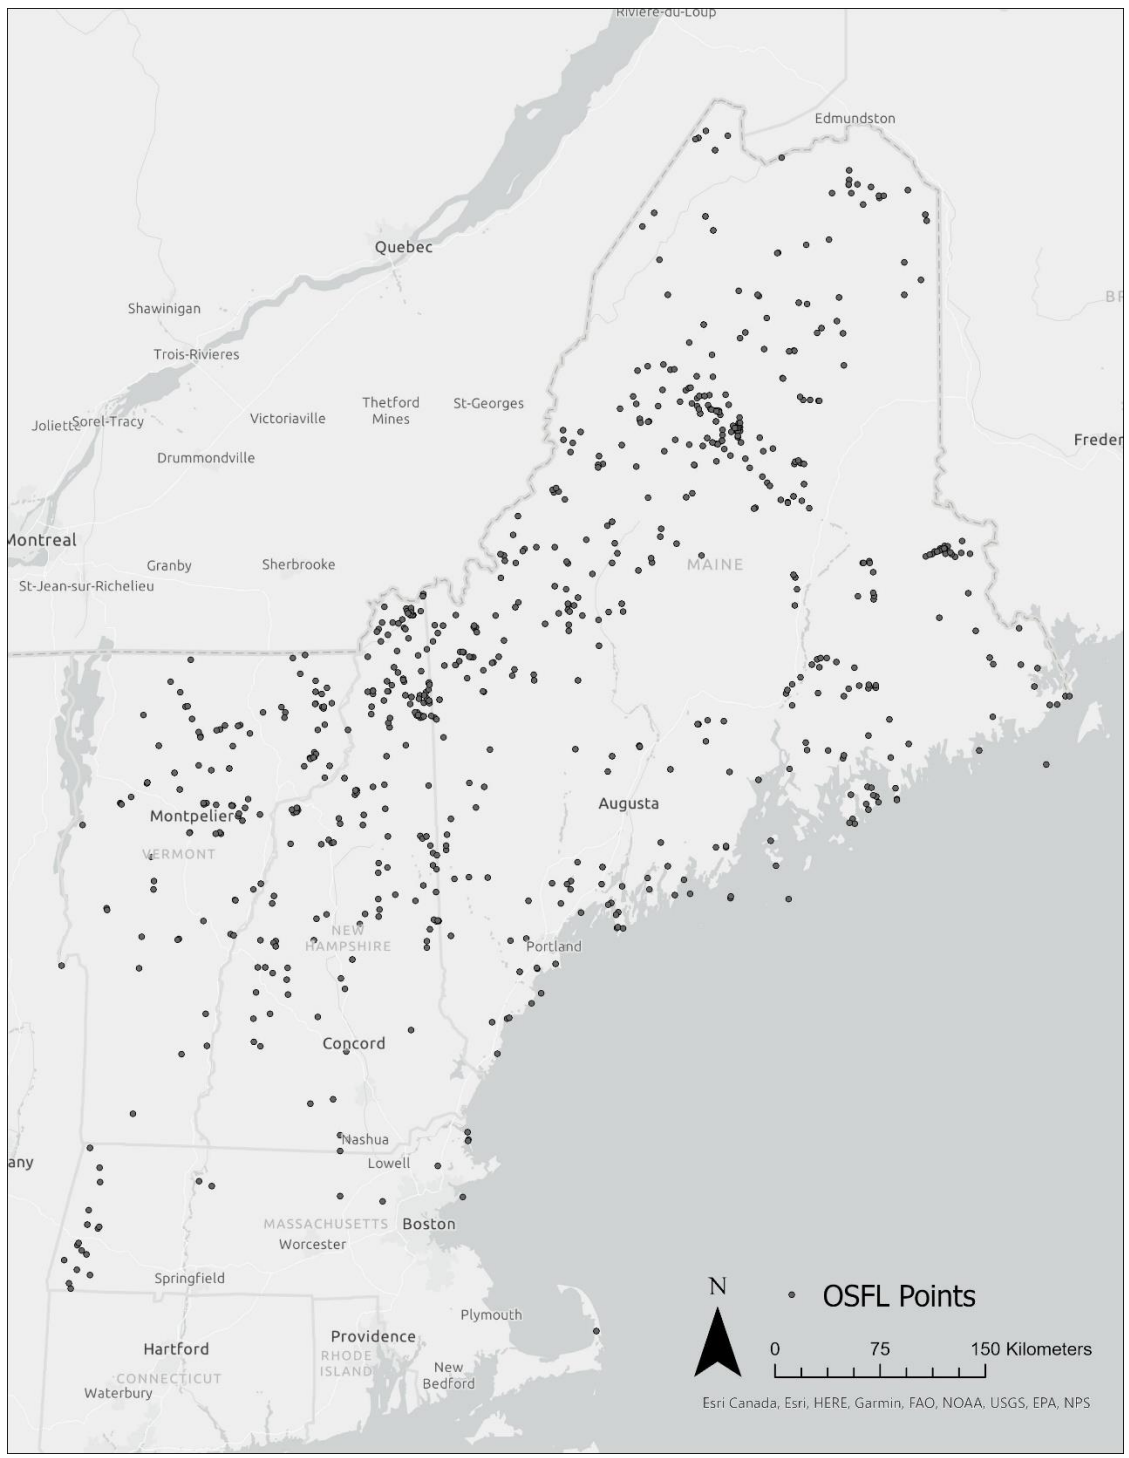 Rivière-du-Loup
Edmundston
Quebec
Shawinigan
Trois-Rivieres
Thetford
Mines
St-Georges
Joliette
Sorel-Tracy
Victoriaville
Drummondville
Freder
BR
Montreal
Granby
Sherbrooke
St-Jean-sur-Richelieu
MAINE
Augusta
Montpelier
VERMONT
NEW
HAMPSHIRE
Portland
Concord
Nashua
Lowell
any
MASSACHUSETTS
Boston
Worcester
Springfield
Plymouth
Providence
Hartford
RHODE
ISLAND
New
Bedford
CONNECTICUT
Waterbury
N
OSFL Points
0 75 150 Kilometers
Esri Canada, Esri, HERE, Garmin, FAO, NOAA, USGS, EPA, NPS